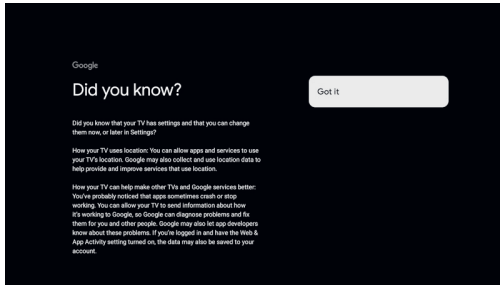 Google
Did you know?
Got it
Did you know that your TV has settings and that you can change
them now, or later in Settings?
How your TV uses location: You can allow apps and services to use
your TV's location. Google may also collect and use location data to
help provide and improve services that use location.
How your TV can help make other TVs and Google services better:
You've probably noticed that apps sometimes crash or stop
working. You can allow your TV to send information about how
it's working to Google, so Google can diagnose problems and fix
them for you and other people. Google may also let app developers
know about these problems. If you're logged in and have the Web &
App Activity setting turned on, the data may also be saved to your
account.